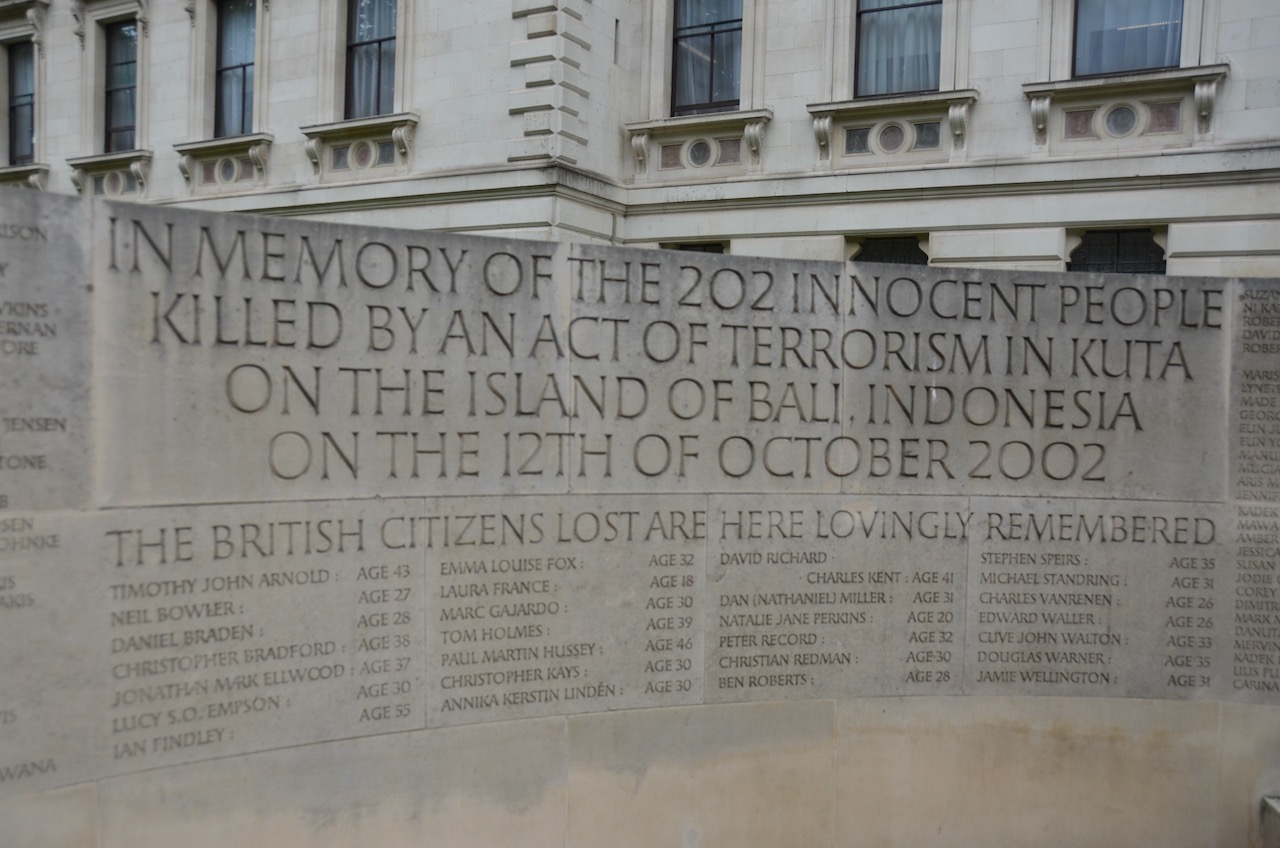 IN MEMORY OF THE 202 INNOCENT PEOPLE
KILLED BY AN ACT OF TERRORISM IN KUTA
ON THE ISLAND OF BALI, INDONESIA
ON THE 12TH OF OCTOBER 2002
THE BRITISH CITIZENS LOST ARE HERE LOVINGLY REMEMBERED
TIMOTHY JOHN ARNOLD : AGE 43
NEIL BOWLER : AGE 27
DANIEL BRADEN : AGE 28
CHRISTOPHER BRADFORD : AGE 38
JONATHAN MARK ELLWOOD : AGE 37
LUCY S.O. EMPSON : AGE 30
IAN FINDLEY : AGE 55
EMMA LOUISE FOX : AGE 32
LAURA FRANCE : AGE 18
MARC GAJARDO : AGE 30
TOM HOLMES : AGE 39
PAUL MARTIN HUSSEY : AGE 46
CHRISTOPHER KAYS : AGE 30
ANNIKA KERSTIN LINDÉN : AGE 30
DAVID RICHARD
CHARLES KENT : AGE 41
DAN (NATHANIEL) MILLER : AGE 31
NATALIE JANE PERKINS : AGE 20
PETER RECORD : AGE 32
CHRISTIAN REDMAN : AGE 30
BEN ROBERTS : AGE 28
STEPHEN SPEIRS : AGE 35
MICHAEL STANDRING : AGE 31
CHARLES VANRENEN : AGE 26
EDWARD WALLER : AGE 26
CLIVE JOHN WALTON : AGE 33
DOUGLAS WARNER : AGE 35
JAMIE WELLINGTON : AGE 31
JENSEN